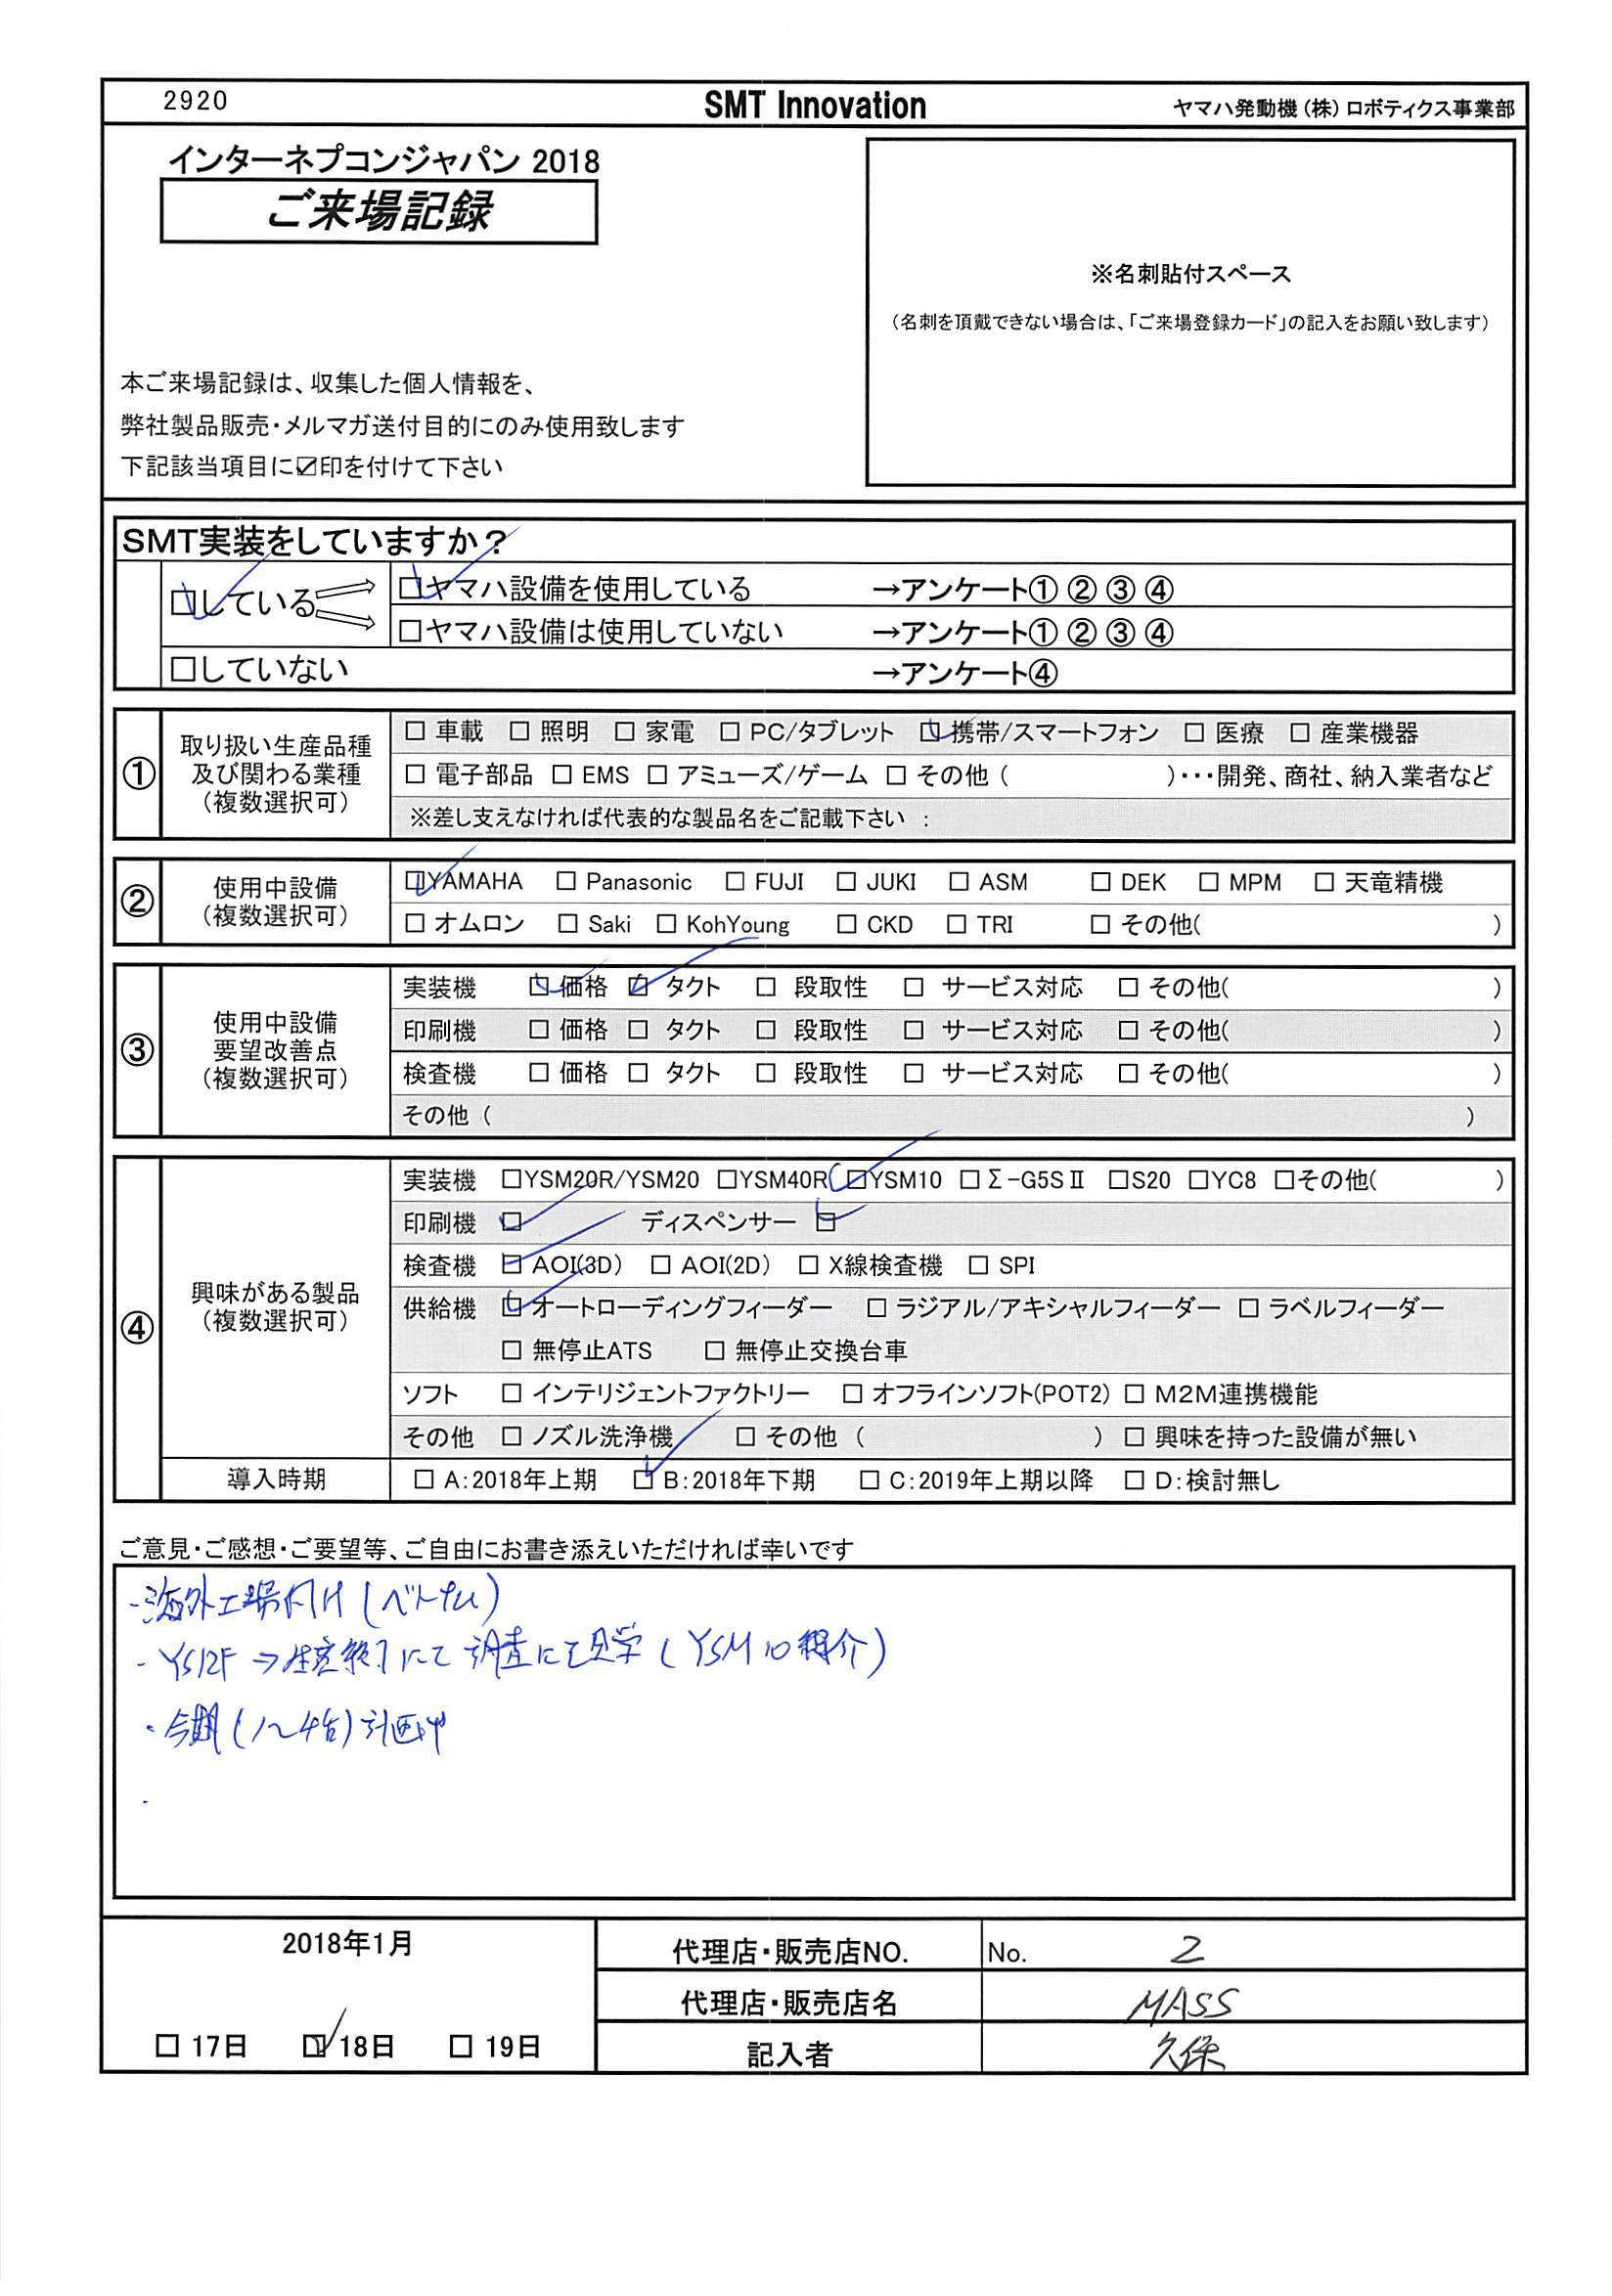 2920 SMT Innovation ヤマハ発動機(株)ロボティクス事業部
インターネプコンジャパン 2018
ご来場記録
※名刺貼付スペース
(名刺を頂戴できない場合は、「ご来場登録カード」の記入をお願い致します)
本ご来場記録は、収集した個人情報を、
弊社製品販売・メルマガ送付目的にのみ使用致します
下記該当項目に☑印を付けて下さい
SMT実装をしていますか?
☑している ☑ヤマハ設備を使用している →アンケート① ② ③ ④
□ヤマハ設備は使用していない →アンケート① ② ③ ④
□していない →アンケート④
① 取り扱い生産品種及び関わる業種(複数選択可)
□ 車載 □ 照明 □ 家電 □ PC/タブレット ☑ 携帯/スマートフォン □ 医療 □ 産業機器
□ 電子部品 □ EMS □ アミューズ/ゲーム □ その他 ( )・・・開発、商社、納入業者など
※差し支えなければ代表的な製品名をご記載下さい :
② 使用中設備(複数選択可)
☑YAMAHA □ Panasonic □ FUJI □ JUKI □ ASM □ DEK □ MPM □ 天竜精機
□ オムロン □ Saki □ KohYoung □ CKD □ TRI □ その他( )
③ 使用中設備要望改善点(複数選択可)
実装機 ☑ 価格 ☑ タクト □ 段取性 □ サービス対応 □ その他( )
印刷機 □ 価格 □ タクト □ 段取性 □ サービス対応 □ その他( )
検査機 □ 価格 □ タクト □ 段取性 □ サービス対応 □ その他( )
その他 ( )
④ 興味がある製品(複数選択可)
実装機 □YSM20R/YSM20 □YSM40R ☑YSM10 □Σ-G5SⅡ □S20 □YC8 □その他( )
印刷機 ☑ ディスペンサー ☑
検査機 ☑ AOI(3D) □ AOI(2D) □ X線検査機 □ SPI
供給機 ☑ オートローディングフィーダー □ ラジアル/アキシャルフィーダー □ ラベルフィーダー
□ 無停止ATS □ 無停止交換台車
ソフト □ インテリジェントファクトリー □ オフラインソフト(POT2) □ M2M連携機能
その他 □ ノズル洗浄機 □ その他 ( ) □ 興味を持った設備が無い
導入時期 □ A:2018年上期 ☑ B:2018年下期 □ C:2019年上期以降 □ D:検討無し
ご意見・ご感想・ご要望等、ご自由にお書き添えいただければ幸いです
・海外工場向け(ベトナム)
・YS12F→生産終了にて調査にて見学(YSM10紹介)
・今期(1~4台)計画中
・
2018年1月
□ 17日 ☑ 18日 □ 19日
代理店・販売店NO. No. 2
代理店・販売店名 MASS
記入者 久保